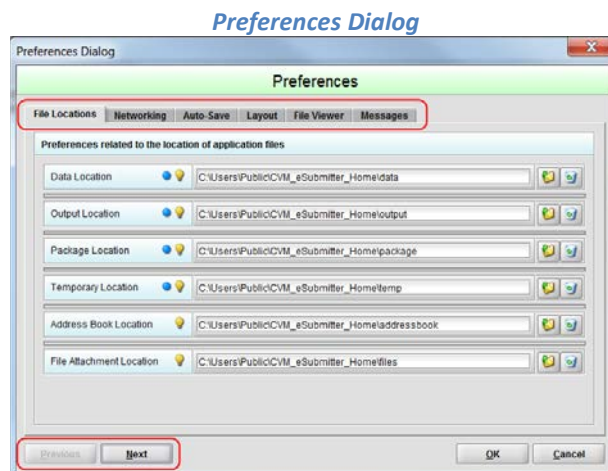 Preferences Dialog
Preferences Dialog
Preferences
File Locations Networking Auto-Save Layout File Viewer Messages
Preferences related to the location of application files
Data Location C:\Users\Public\CVM_eSubmitter_Home\data
Output Location C:\Users\Public\CVM_eSubmitter_Home\output
Package Location C:\Users\Public\CVM_eSubmitter_Home\package
Temporary Location C:\Users\Public\CVM_eSubmitter_Home\temp
Address Book Location C:\Users\Public\CVM_eSubmitter_Home\addressbook
File Attachment Location C:\Users\Public\CVM_eSubmitter_Home\files
Previous Next OK Cancel